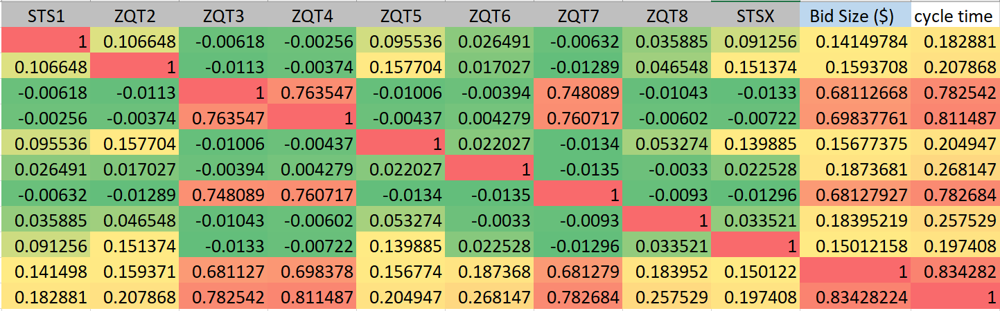 STS1 ZQT2 ZQT3 ZQT4 ZQT5 ZQT6 ZQT7 ZQT8 STSX Bid Size ($) cycle time
1 0.106648 -0.00618 -0.00256 0.095536 0.026491 -0.00632 0.035885 0.091256 0.14149784 0.182881
0.106648 1 -0.0113 -0.00374 0.157704 0.017027 -0.01289 0.046548 0.151374 0.1593708 0.207868
-0.00618 -0.0113 1 0.763547 -0.01006 -0.00394 0.748089 -0.01043 -0.0133 0.68112668 0.782542
-0.00256 -0.00374 0.763547 1 -0.00437 0.004279 0.760717 -0.00602 -0.00722 0.69837761 0.811487
0.095536 0.157704 -0.01006 -0.00437 1 0.022027 -0.0134 0.053274 0.139885 0.15677375 0.204947
0.026491 0.017027 -0.00394 0.004279 0.022027 1 -0.0135 -0.0033 0.022528 0.1873681 0.268147
-0.00632 -0.01289 0.748089 0.760717 -0.0134 -0.0135 1 -0.0093 -0.01296 0.68127927 0.782684
0.035885 0.046548 -0.01043 -0.00602 0.053274 -0.0033 -0.0093 1 0.033521 0.18395219 0.257529
0.091256 0.151374 -0.0133 -0.00722 0.139885 0.022528 -0.01296 0.033521 1 0.15012158 0.197408
0.141498 0.159371 0.681127 0.698378 0.156774 0.187368 0.681279 0.183952 0.150122 1 0.834282
0.182881 0.207868 0.782542 0.811487 0.204947 0.268147 0.782684 0.257529 0.197408 0.83428224 1